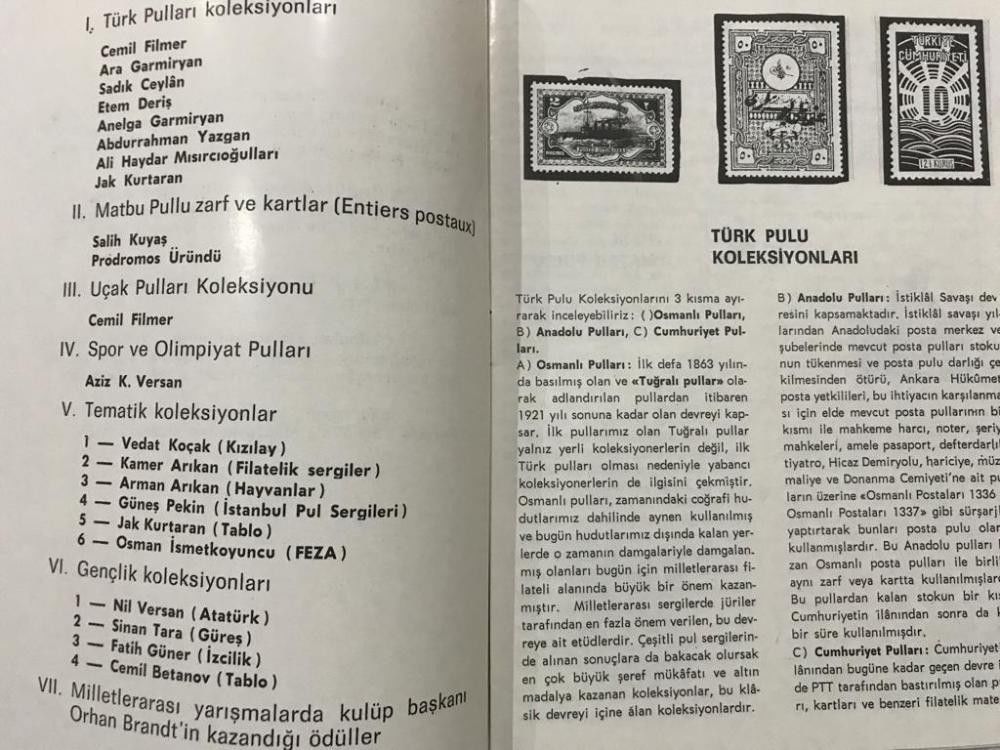 I. Türk Pulları koleksiyonları
Cemil Filmer
Ara Garmiryan
Sadık Ceylân
Etem Deriş
Anelga Garmiryan
Abdurrahman Yazgan
Ali Haydar Mısırcıoğulları
Jak Kurtaran
II. Matbu Pullu zarf ve kartlar (Entiers postaux)
Salih Kuyaş
Prodromos Üründü
III. Uçak Pulları Koleksiyonu
Cemil Filmer
IV. Spor ve Olimpiyat Pulları
Aziz K. Versan
V. Tematik koleksiyonlar
1 — Vedat Koçak (Kızılay)
2 — Kamer Arıkan (Filatelik sergiler)
3 — Arman Arıkan (Hayvanlar)
4 — Güneş Pekin (İstanbul Pul Sergileri)
5 — Jak Kurtaran (Tablo)
6 — Osman İsmetkoyuncu (FEZA)
VI. Gençlik koleksiyonları
1 — Nil Versan (Atatürk)
2 — Sinan Tara (Güreş)
3 — Fatih Güner (İzcilik)
4 — Cemil Betanov (Tablo)
VII. Milletlerarası yarışmalarda kulüp başkanı
Orhan Brandt'in kazandığı ödüller
TÜRKİYE
CUMHURİYETİ
10
12½ KURUŞ
TÜRK PULU
KOLEKSİYONLARI
Türk Pulu Koleksiyonlarını 3 kısma ayı-
rarak inceleyebiliriz: ( )Osmanlı Pulları,
B) Anadolu Pulları, C) Cumhuriyet Pul-
ları.
A) Osmanlı Pulları: İlk defa 1863 yılın-
da basılmış olan ve «Tuğralı pullar» ola-
rak adlandırılan pullardan itibaren
1921 yılı sonuna kadar olan devreyi kap-
sar. İlk pullarımız olan Tuğralı pullar
yalnız yerli koleksiyonerlerin değil, ilk
Türk pulları olması nedeniyle yabancı
koleksiyonerlerin de ilgisini çekmiştir.
Osmanlı pulları, zamanındaki coğrafi hu-
dutlarımız dahilinde aynen kullanılmış
ve bugün hudutlarımız dışında kalan yer-
lerde o zamanın damgalariyle damgalan.
mış olanları bugün için milletlerarası fi-
lateli alanında büyük bir önem kazan-
mıştır. Milletlerarası sergilerde jüriler
tarafından en fazla önem verilen, bu dev-
reye ait etüdlerdir. Çeşitli pul sergilerin-
de alınan sonuçlara da bakacak olursak
en çok büyük şeref mükâfatı ve altın
madalya kazanan koleksiyonlar, bu klâ-
sik devreyi içine âlan koleksiyonlardır.
B) Anadolu Pulları: İstiklâl Savaşı dev
resini kapsamaktadır. İstiklâl savaşı yıl-
larından Anadoludaki posta merkez ve
şubelerinde mevcut posta pulları stoku-
nun tükenmesi ve posta pulu darlığı çe
kilmesinden ötürü, Ankara Hükûmet
posta yetkilileri, bu ihtiyacın karşılanma
sı için elde mevcut posta pullarının bi
kısmı ile mahkeme harcı, noter, şeriy
mahkeleri, amele pasaport, defterdarlı
tiyatro, Hicaz Demiryolu, hariciye, müz
maliye ve Donanma Cemiyeti'ne ait pu
ların üzerine «Osmanlı Postaları 1336
Osmanlı Postaları 1337» gibi sürşarjl
yaptırtarak bunları posta pulu olar
kullanmışlardır. Bu Anadolu pulları
zan Osmanlı posta pulları ile birli
aynı zarf veya kartta kullanılmışlard
Bu pullardan kalan stokun bir kıs
Cumhuriyetin ilânından sonra da
bir süre kullanılmışdır.
C) Cumhuriyet Pulları: Cumhuriyet
lânından bugüne kadar geçen devre i
de PTT tarafından bastırılmış olan p
rı, kartları ve benzeri filatelik mate